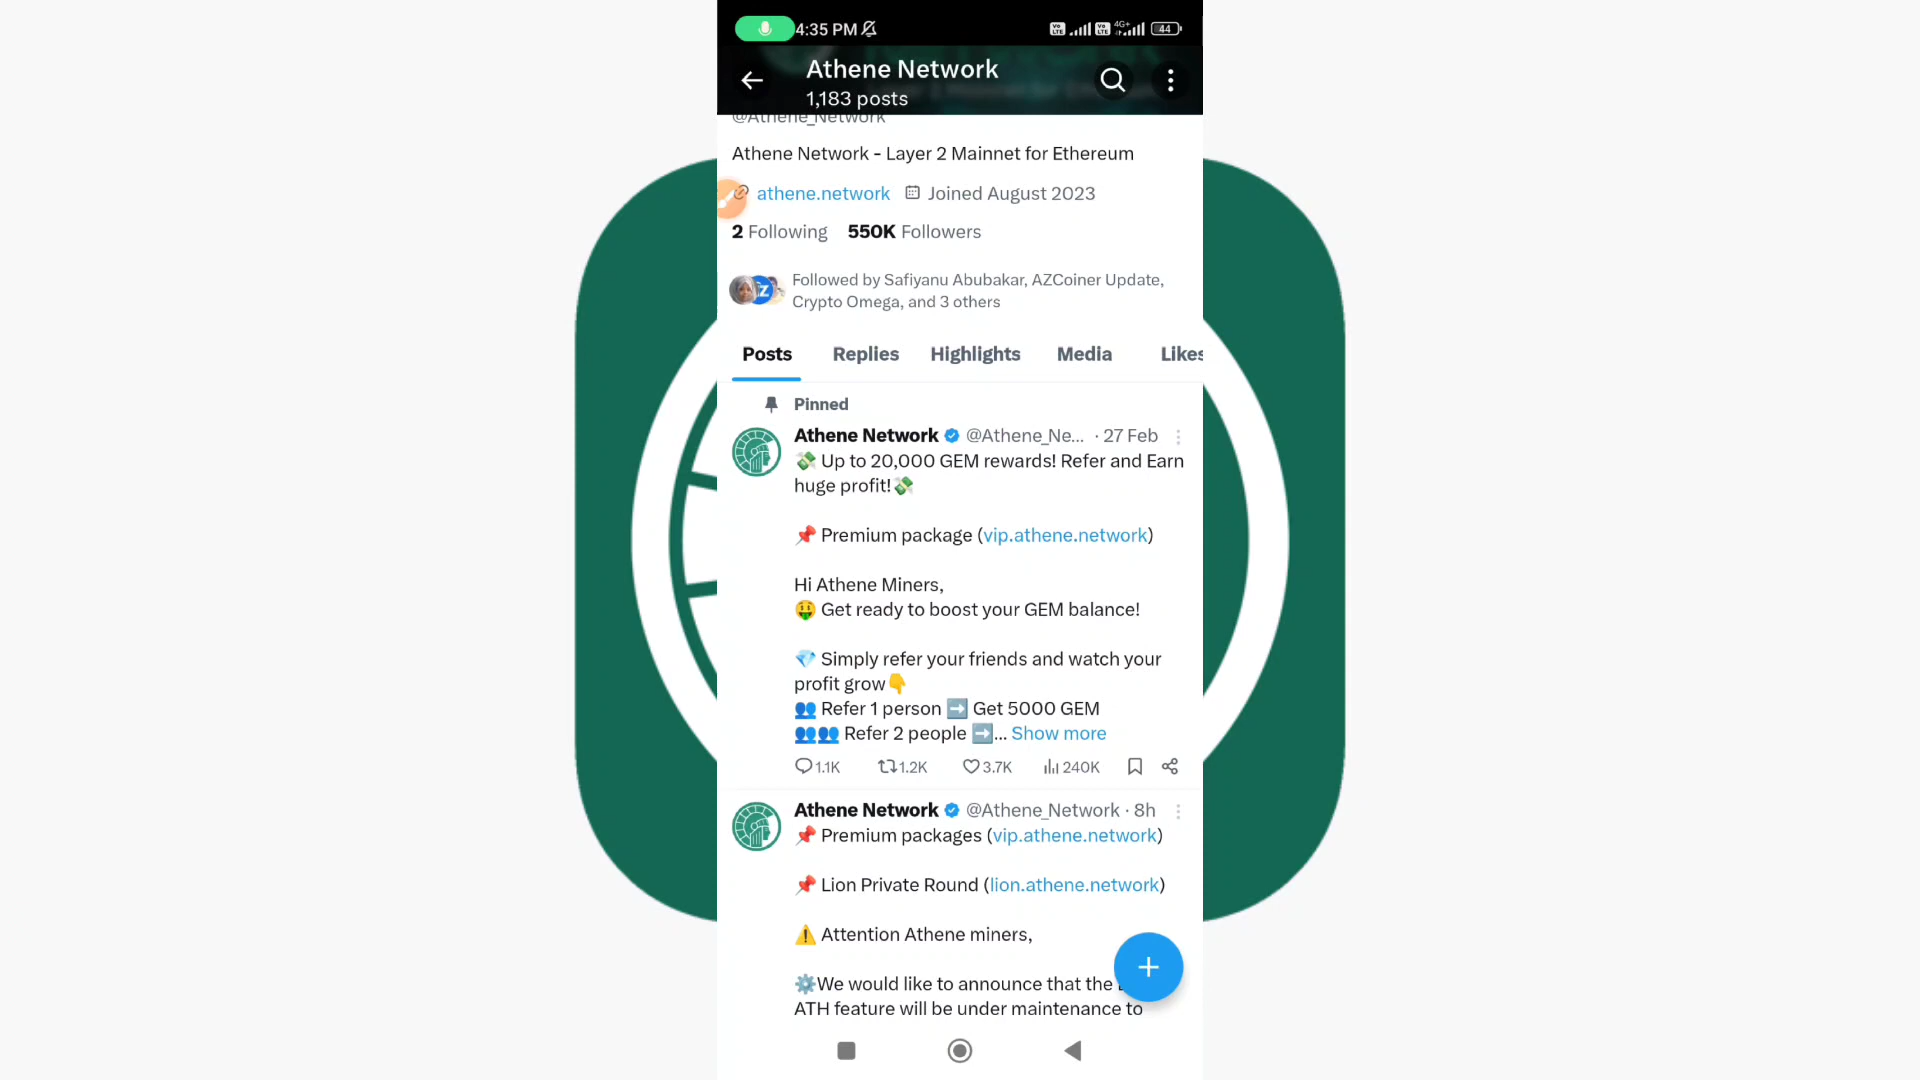 4:35 PM
4G+
44
Athene Network
1,183 posts
@Athene_Network
Athene Network - Layer 2 Mainnet for Ethereum
athene.network Joined August 2023
2 Following 550K Followers
Followed by Safiyanu Abubakar, AZCoiner Update,
Crypto Omega, and 3 others
Posts Replies Highlights Media Likes
Pinned
Athene Network @Athene_Ne... · 27 Feb
💸 Up to 20,000 GEM rewards! Refer and Earn
huge profit!💸
📌 Premium package (vip.athene.network)
Hi Athene Miners,
🤑 Get ready to boost your GEM balance!
💎 Simply refer your friends and watch your
profit grow👇
👥 Refer 1 person ➡️ Get 5000 GEM
👥👥 Refer 2 people ➡️... Show more
1.1K 1.2K 3.7K 240K
Athene Network @Athene_Network · 8h
📌 Premium packages (vip.athene.network)
📌 Lion Private Round (lion.athene.network)
⚠️ Attention Athene miners,
⚙️We would like to announce that the
ATH feature will be under maintenance to